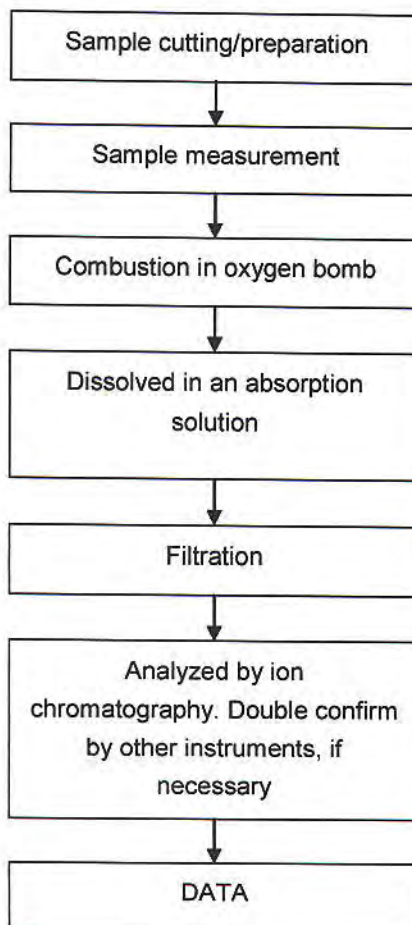 Sample cutting/preparation
Sample measurement
Combustion in oxygen bomb
Dissolved in an absorption
solution
Filtration
Analyzed by ion
chromatography. Double confirm
by other instruments, if
necessary
DATA